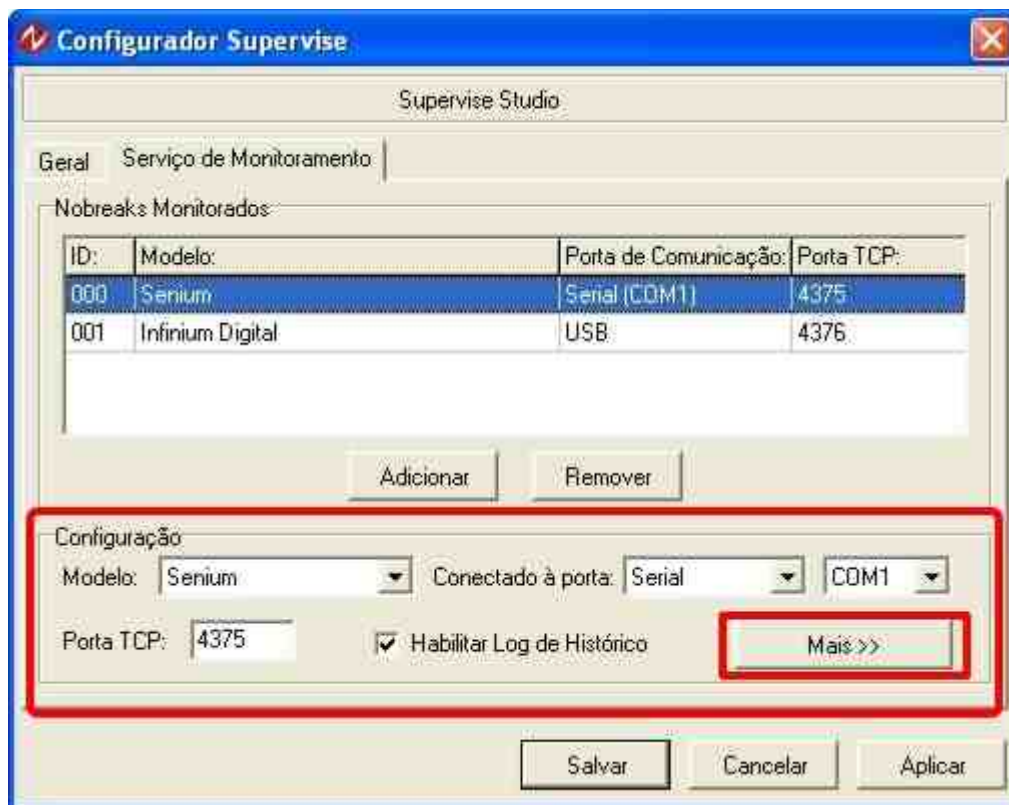 Configurador Supervise
Supervise Studio
Geral Serviço de Monitoramento
Nobreaks Monitorados
ID: Modelo: Porta de Comunicação: Porta TCP:
000 Senium Serial (COM1) 4375
001 Infinium Digital USB 4376
Adicionar Remover
Configuração
Modelo: Senium Conectado à porta: Serial COM1
Porta TCP: 4375 Habilitar Log de Histórico Mais >>
Salvar Cancelar Aplicar